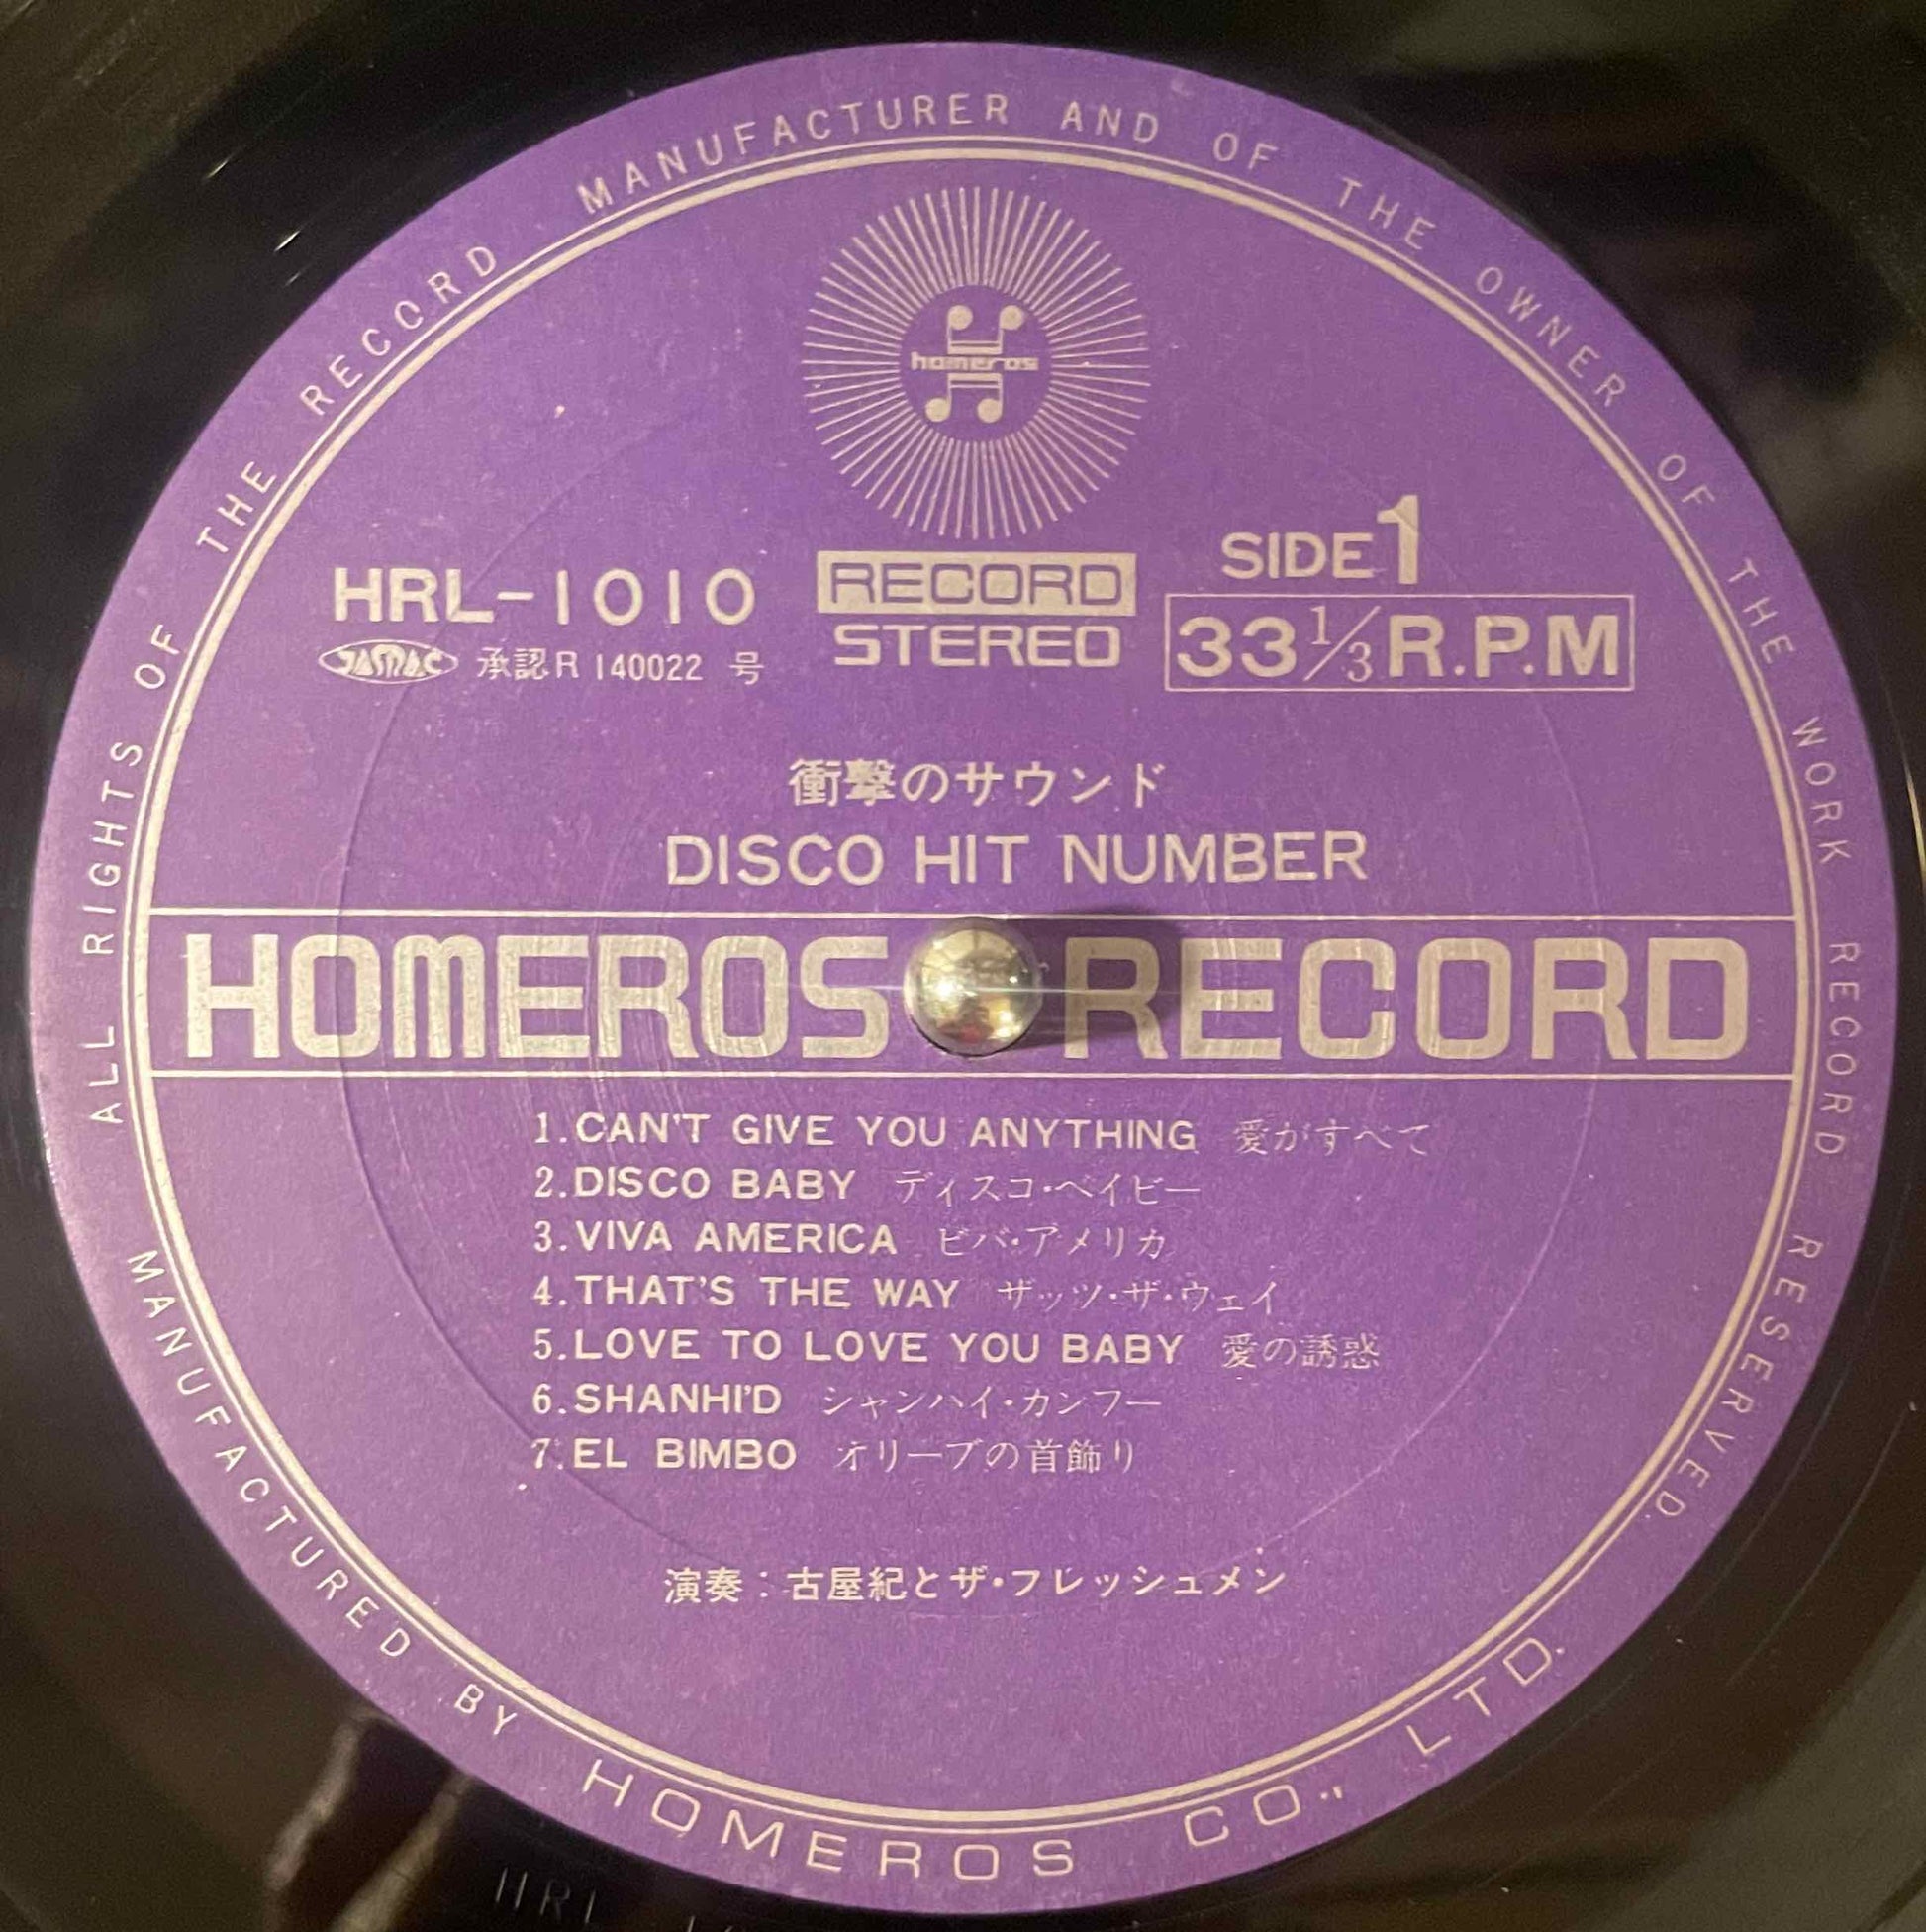 ALL RIGHTS OF THE RECORD MANUFACTURER AND OF THE OWNER OF THE WORK RECORD RESERVED.
homeros
HRL-1010
JASRAC 承認R 140022 号
RECORD
STEREO
SIDE 1
33 1/3 R.P.M
衝撃のサウンド
DISCO HIT NUMBER
HOMEROS RECORD
1. CAN'T GIVE YOU ANYTHING 愛がすべて
2. DISCO BABY ディスコ・ベイビー
3. VIVA AMERICA ビバ・アメリカ
4. THAT'S THE WAY ザッツ・ザ・ウェイ
5. LOVE TO LOVE YOU BABY 愛の誘惑
6. SHANHI'D シャンハイ・カンフー
7. EL BIMBO オリーブの首飾り
演奏:古屋紀とザ・フレッシュメン
MANUFACTURED BY HOMEROS CO., LTD.
HRL